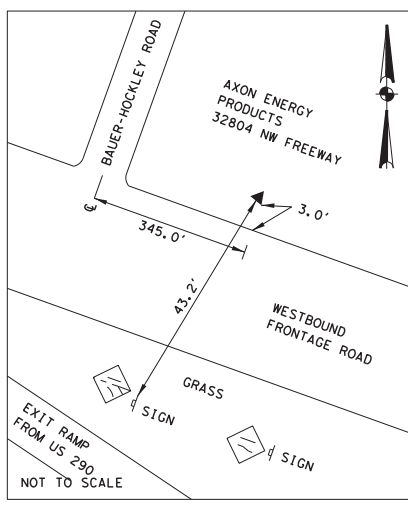 BAUER-HOCKLEY ROAD
AXON ENERGY
PRODUCTS
32804 NW FREEWAY
3.0'
℄
345.0'
43.2'
WESTBOUND
FRONTAGE ROAD
GRASS
SIGN
SIGN
EXIT RAMP
FROM US 290
NOT TO SCALE